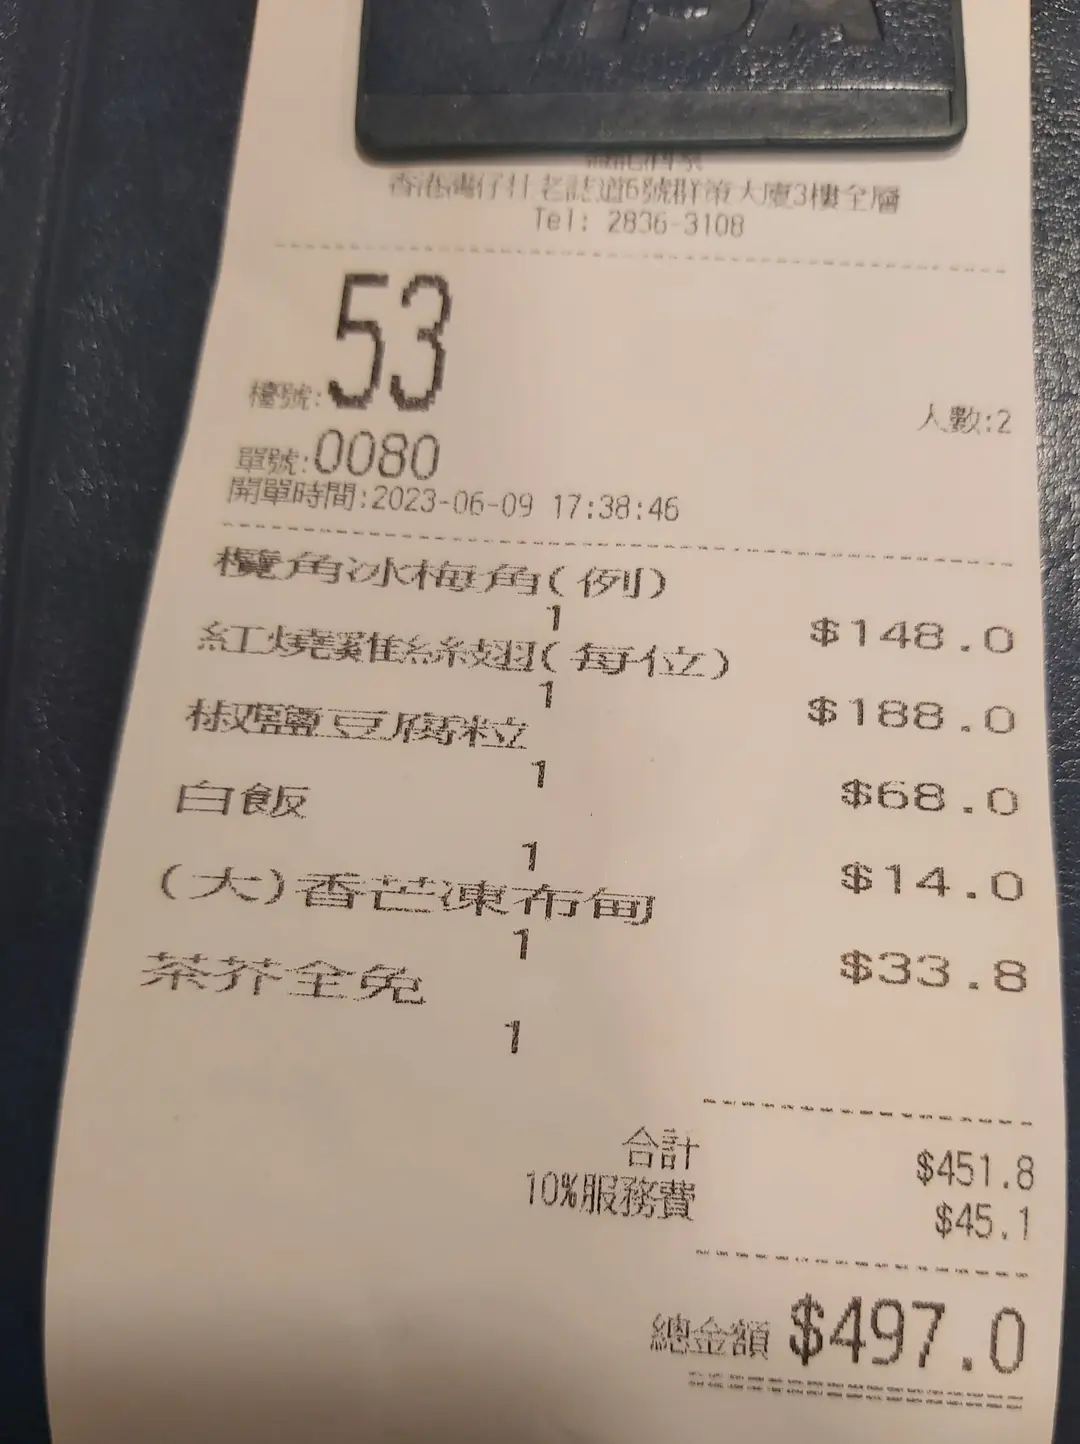 VISA
香港灣仔杜老誌道6號群策大廈3樓全層
Tel: 2836-3108
檯號:53
人數:2
單號:0080
開單時間:2023-06-09 17:38:46
欖角冰梅角(例)
1 $148.0
紅燒雞絲翅(每位)
1 $188.0
椒鹽豆腐粒
1 $68.0
白飯
1 $14.0
(大)香芒凍布甸
1 $33.8
茶芥全免
1
合計 $451.8
10%服務費 $45.1
總金額 $497.0